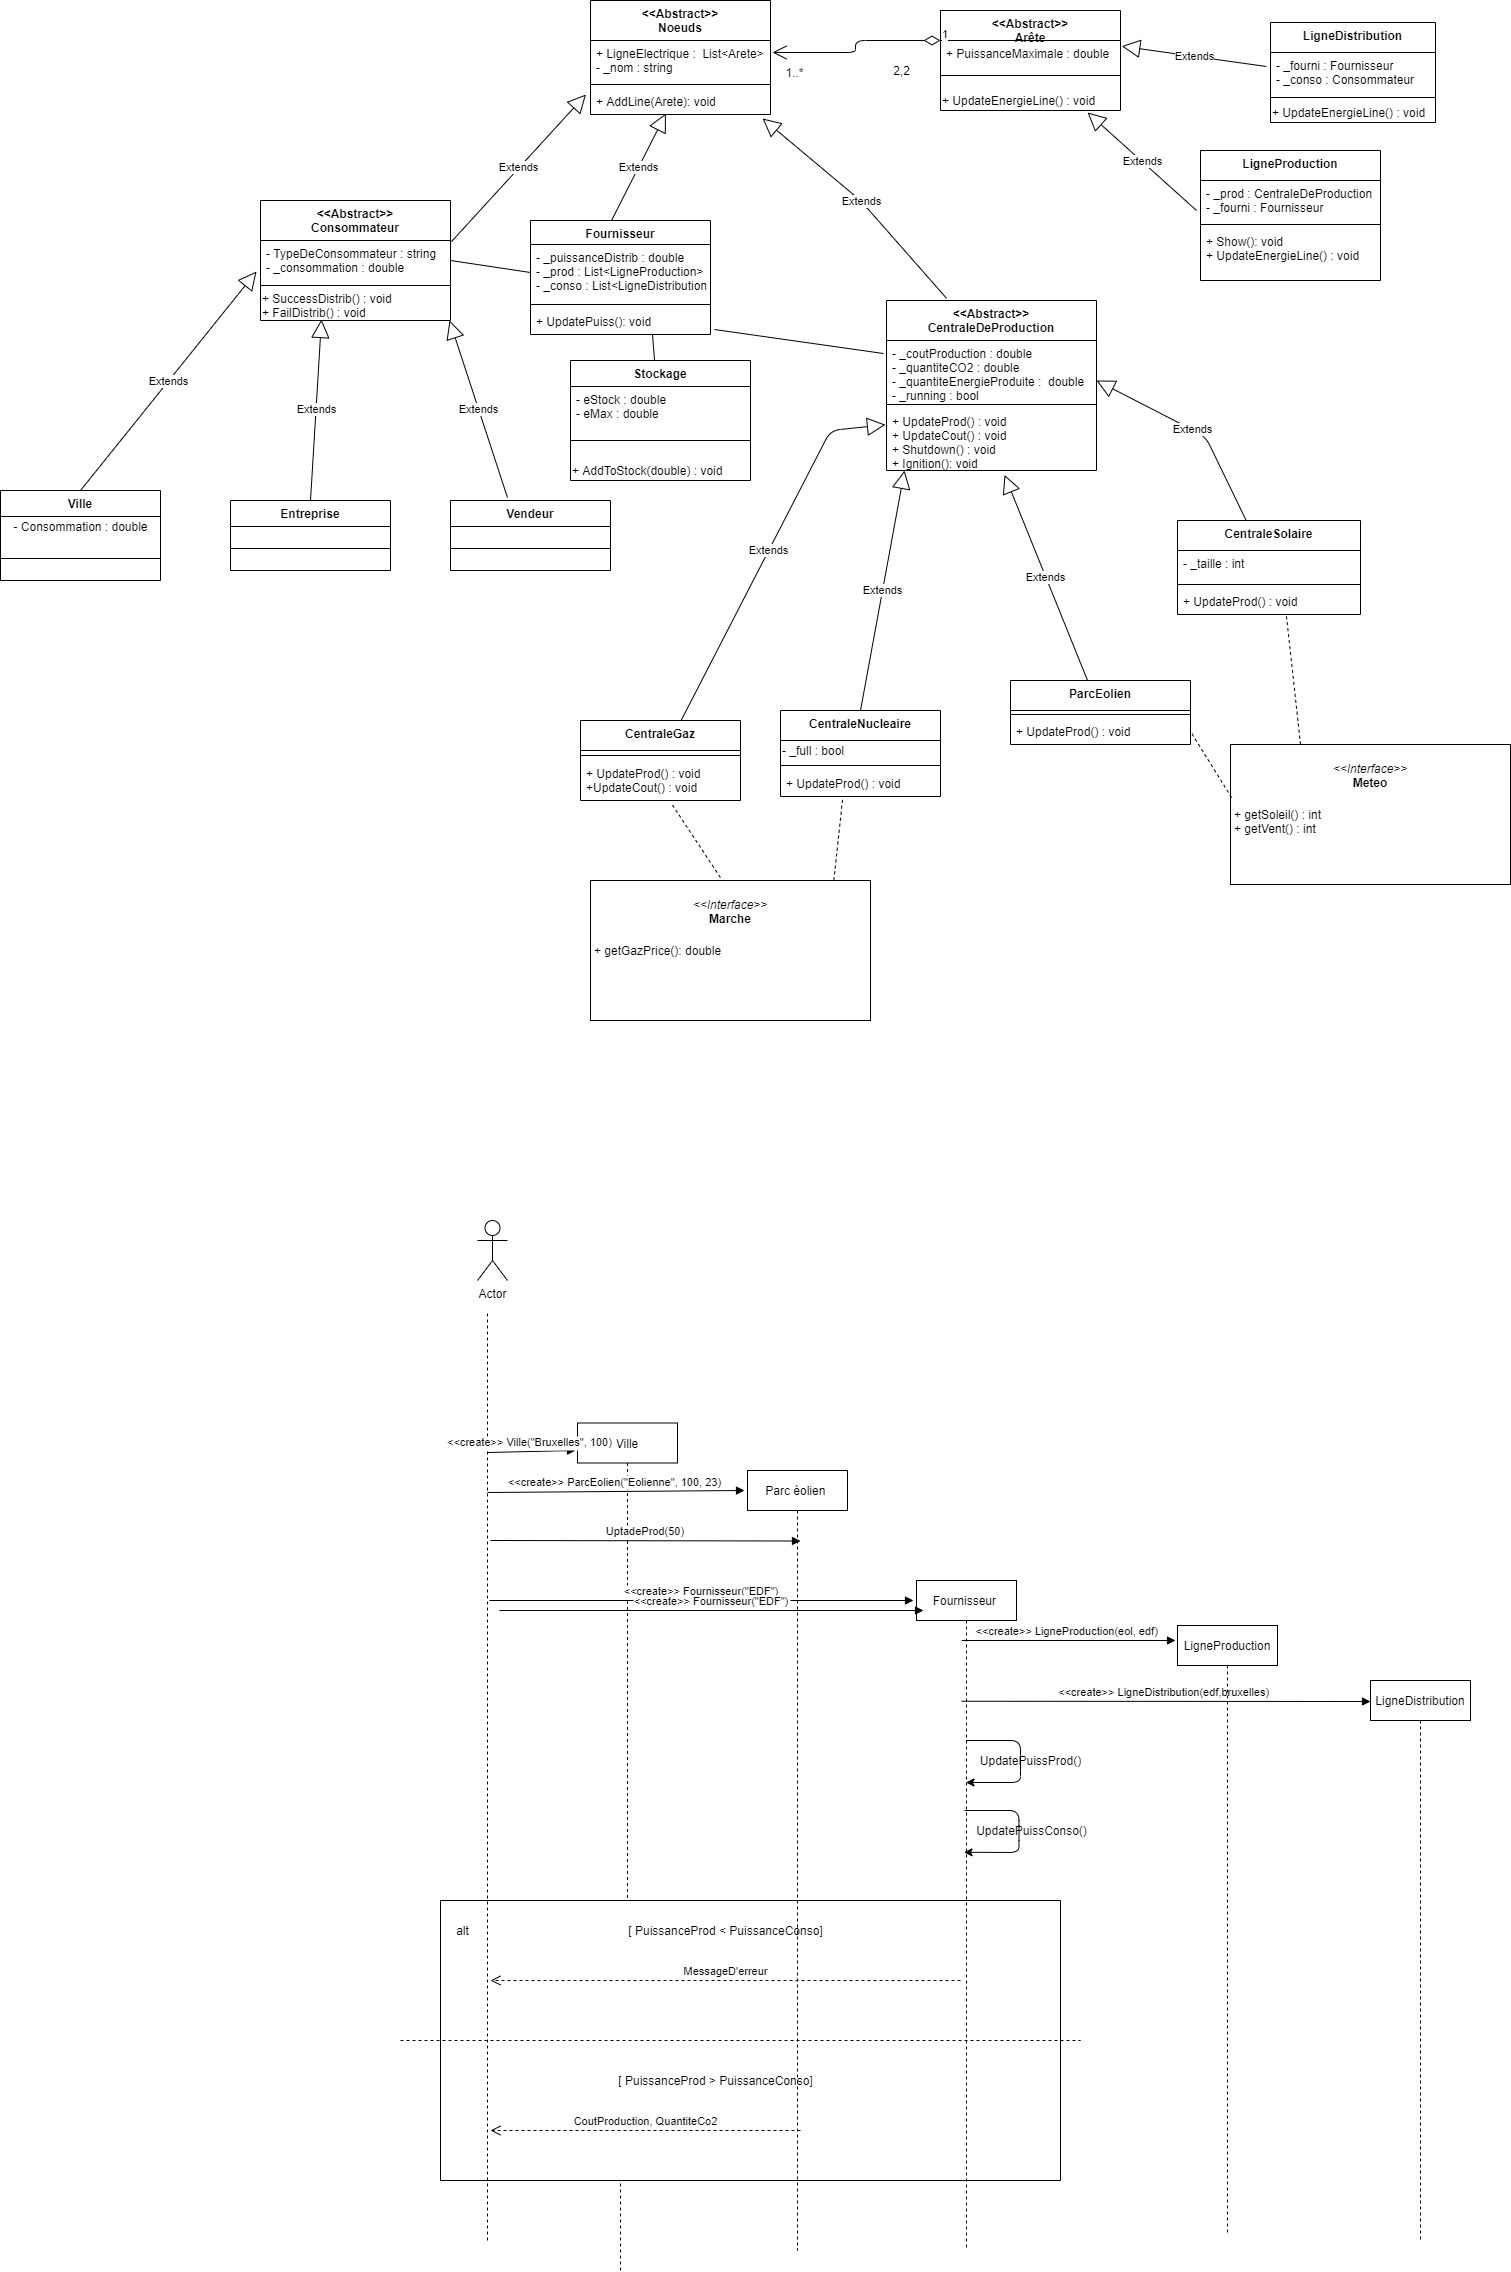 <<Abstract>>
Noeuds
+ LigneElectrique : List<Arete>
- _nom : string
+ AddLine(Arete): void
1..*
2,2
1
<<Abstract>>
Arête
+ PuissanceMaximale : double
+ UpdateEnergieLine() : void
Extends
LigneDistribution
- _fourni : Fournisseur
- _conso : Consommateur
+ UpdateEnergieLine() : void
Extends
LigneProduction
- _prod : CentraleDeProduction
- _fourni : Fournisseur
+ Show(): void
+ UpdateEnergieLine() : void
Extends
Extends
Extends
<<Abstract>>
Consommateur
- TypeDeConsommateur : string
- _consommation : double
+ SuccessDistrib() : void
+ FailDistrib() : void
Fournisseur
- _puissanceDistrib : double
- _prod : List<LigneProduction>
- _conso : List<LigneDistribution
+ UpdatePuiss(): void
<<Abstract>>
CentraleDeProduction
- _coutProduction : double
- _quantiteCO2 : double
- _quantiteEnergieProduite : double
- _running : bool
+ UpdateProd() : void
+ UpdateCout() : void
+ Shutdown() : void
+ Ignition(): void
Stockage
- eStock : double
- eMax : double
+ AddToStock(double) : void
Extends
Extends
Extends
Extends
Ville
- Consommation : double
Entreprise
Vendeur
CentraleSolaire
- _taille : int
+ UpdateProd() : void
Extends
Extends
Extends
ParcEolien
+ UpdateProd() : void
CentraleGaz
+ UpdateProd() : void
+UpdateCout() : void
CentraleNucleaire
- _full : bool
+ UpdateProd() : void
<<Interface>>
Meteo
+ getSoleil() : int
+ getVent() : int
<<Interface>>
Marche
+ getGazPrice(): double
Actor
<<create>> Ville("Bruxelles", 100)
Ville
<<create>> ParcEolien("Eolienne", 100, 23)
Parc éolien
UptadeProd(50)
<<create>> Fournisseur("EDF")
<<create>> Fournisseur("EDF")
Fournisseur
<<create>> LigneProduction(eol, edf)
LigneProduction
<<create>> LigneDistribution(edf,bruxelles)
LigneDistribution
UpdatePuissProd()
UpdatePuissConso()
alt
[ PuissanceProd < PuissanceConso]
MessageD'erreur
[ PuissanceProd > PuissanceConso]
CoutProduction, QuantiteCo2